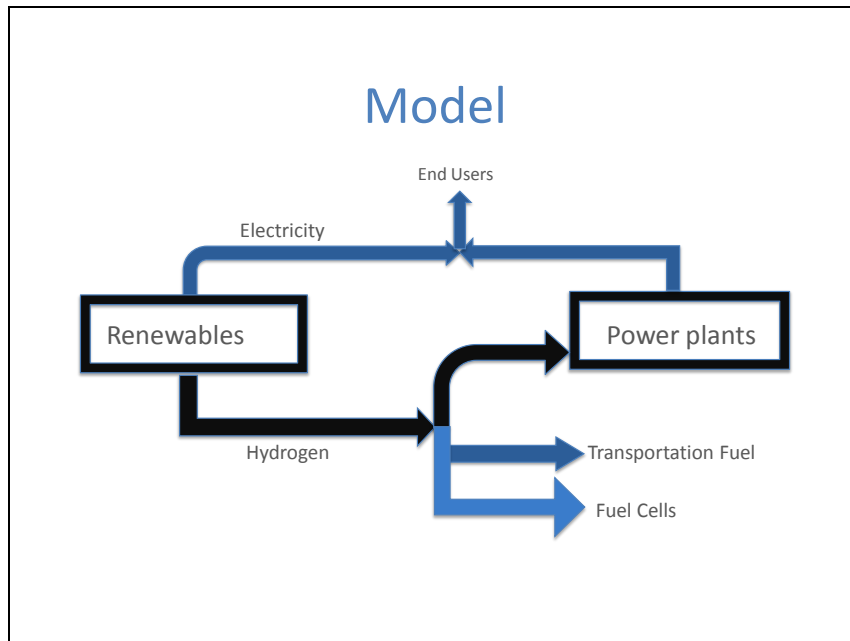 Model
End Users
Electricity
Renewables
Power plants
Hydrogen
Transportation Fuel
Fuel Cells